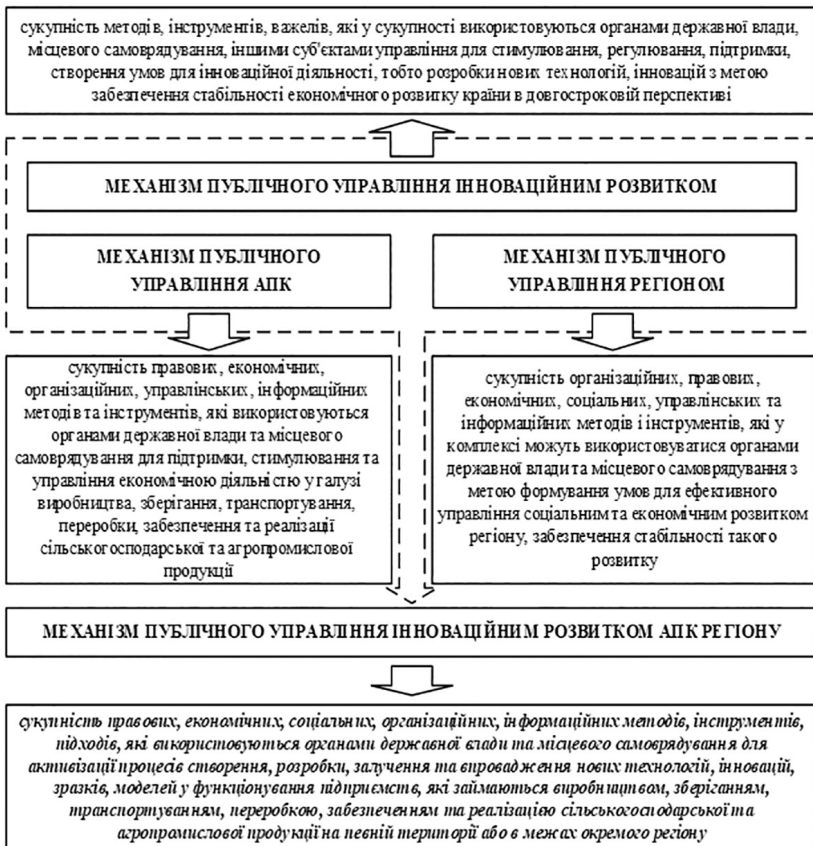 сукупність методів, інструментів, важелів, які у сукупності використовуються органами державної влади,
місцевого самоврядування, іншими суб'єктами управління для стимулювання, регулювання, підтримки,
створення умов для інноваційної діяльності, тобто розробки нових технологій, інновацій з метою
забезпечення стабільності економічного розвитку країни в довгостроковій перспективі
МЕХАНІЗМ ПУБЛІЧНОГО УПРАВЛІННЯ ІННОВАЦІЙНИМ РОЗВИТКОМ
МЕХАНІЗМ ПУБЛІЧНОГО
УПРАВЛІННЯ АПК
МЕХАНІЗМ ПУБЛІЧНОГО
УПРАВЛІННЯ РЕГІОНОМ
сукупність правових, економічних,
організаційних, управлінських, інформаційних
методів та інструментів, які використовуються
органами державної влади та місцевого
самоврядування для підтримки, стимулювання та
управління економічною діяльністю у галузі
виробництва, зберігання, транспортування,
переробки, забезпечення та реалізації
сільськогосподарської та агропромислової
продукції
сукупність організаційних, правових,
економічних, соціальних, управлінських та
інформаційних методів і інструментів, які у
комплексі можуть використовуватися органами
державної влади та місцевого самоврядування з
метою формування умов для ефективного
управління соціальним та економічним розвитком
регіону, забезпечення стабільності такого
розвитку
МЕХАНІЗМ ПУБЛІЧНОГО УПРАВЛІННЯ ІННОВАЦІЙНИМ РОЗВИТКОМ АПК РЕГІОНУ
сукупність правових, економічних, соціальних, організаційних, інформаційних методів, інструментів,
підходів, які використовуються органами державної влади та місцевого самоврядування для
активізації процесів створення, розробки, залучення та впровадження нових технологій, інновацій,
зразків, моделей у функціонування підприємств, які займаються виробництвом, зберіганням,
транспортуванням, переробкою, забезпеченням та реалізацією сільськогосподарської та
агропромислової продукції на певній території або в межах окремого регіону